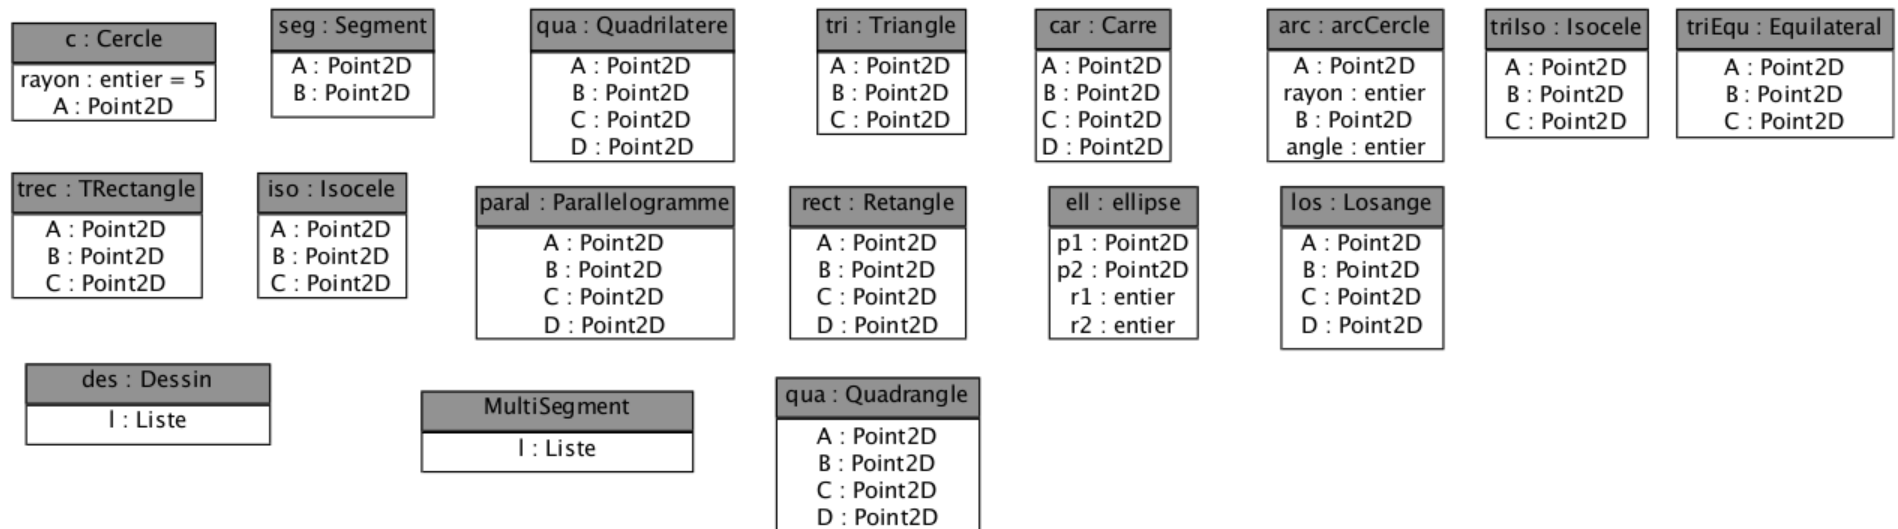 c : Cercle
rayon : entier = 5
A : Point2D
seg : Segment
A : Point2D
B : Point2D
qua : Quadrilatere
A : Point2D
B : Point2D
C : Point2D
D : Point2D
tri : Triangle
A : Point2D
B : Point2D
C : Point2D
car : Carre
A : Point2D
B : Point2D
C : Point2D
D : Point2D
arc : arcCercle
A : Point2D
rayon : entier
B : Point2D
angle : entier
triIso : Isocele
A : Point2D
B : Point2D
C : Point2D
triEqu : Equilateral
A : Point2D
B : Point2D
C : Point2D
trec : TRectangle
A : Point2D
B : Point2D
C : Point2D
iso : Isocele
A : Point2D
B : Point2D
C : Point2D
paral : Parallelogramme
A : Point2D
B : Point2D
C : Point2D
D : Point2D
rect : Retangle
A : Point2D
B : Point2D
C : Point2D
D : Point2D
ell : ellipse
p1 : Point2D
p2 : Point2D
r1 : entier
r2 : entier
los : Losange
A : Point2D
B : Point2D
C : Point2D
D : Point2D
des : Dessin
l : Liste
MultiSegment
l : Liste
qua : Quadrangle
A : Point2D
B : Point2D
C : Point2D
D : Point2D